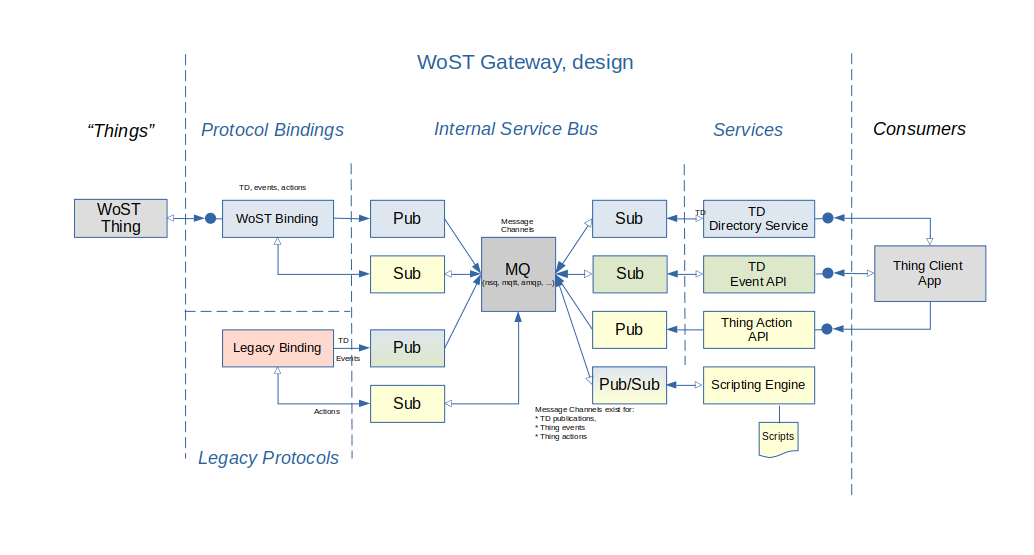 WoST Gateway, design
“Things”
Protocol Bindings
Internal Service Bus
Services
Consumers
TD, events, actions
WoST
Thing
WoST Binding
Pub
Message
Channels
Sub
TD
TD
Directory Service
Sub
MQ
(nsq, mqtt, amqp, ...)
Sub
TD
Event API
Thing Client
App
Legacy Binding
TD
Events
Pub
Pub
Thing Action
API
Actions
Sub
Pub/Sub
Scripting Engine
Message Channels exist for:
* TD publications,
* Thing events
* Thing actions
Scripts
Legacy Protocols